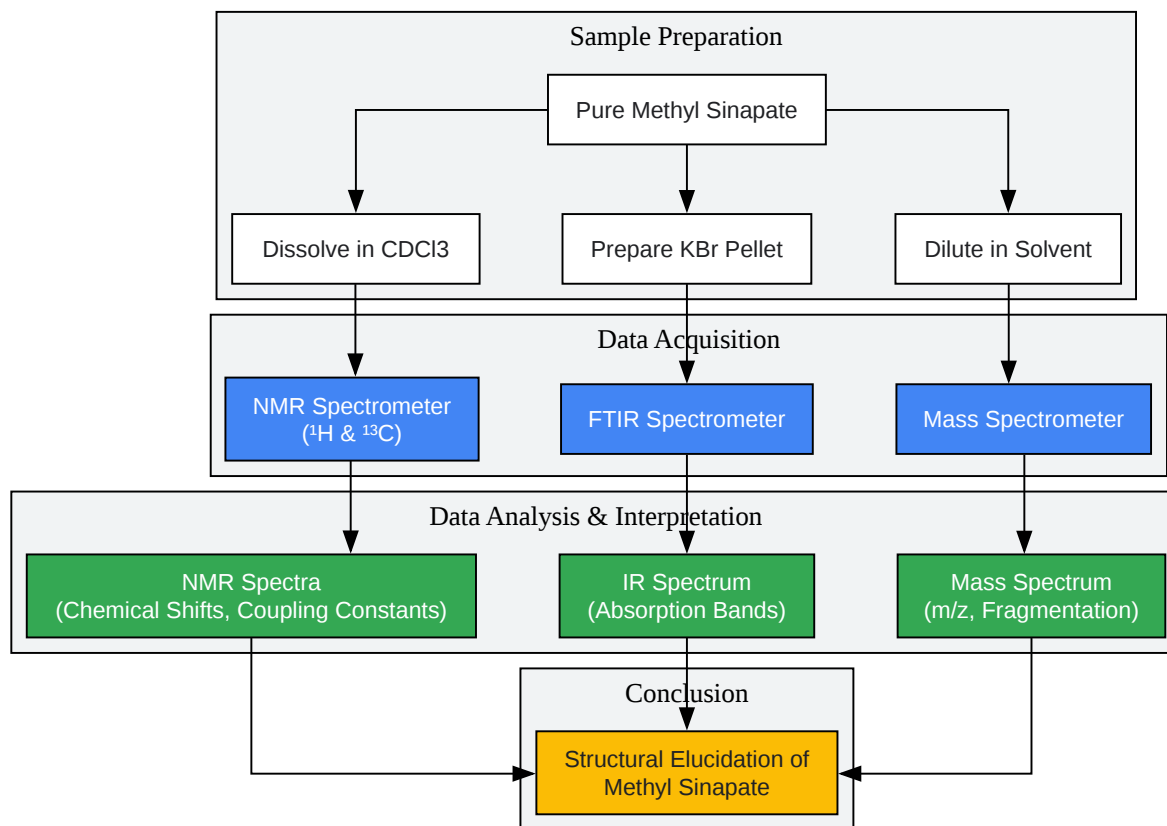 Sample Preparation
Pure Methyl Sinapate
Dissolve in CDCl3
Prepare KBr Pellet
Dilute in Solvent
Data Acquisition
NMR Spectrometer
(¹H & ¹³C)
FTIR Spectrometer
Mass Spectrometer
Data Analysis & Interpretation
NMR Spectra
(Chemical Shifts, Coupling Constants)
IR Spectrum
(Absorption Bands)
Mass Spectrum
(m/z, Fragmentation)
Conclusion
Structural Elucidation of
Methyl Sinapate